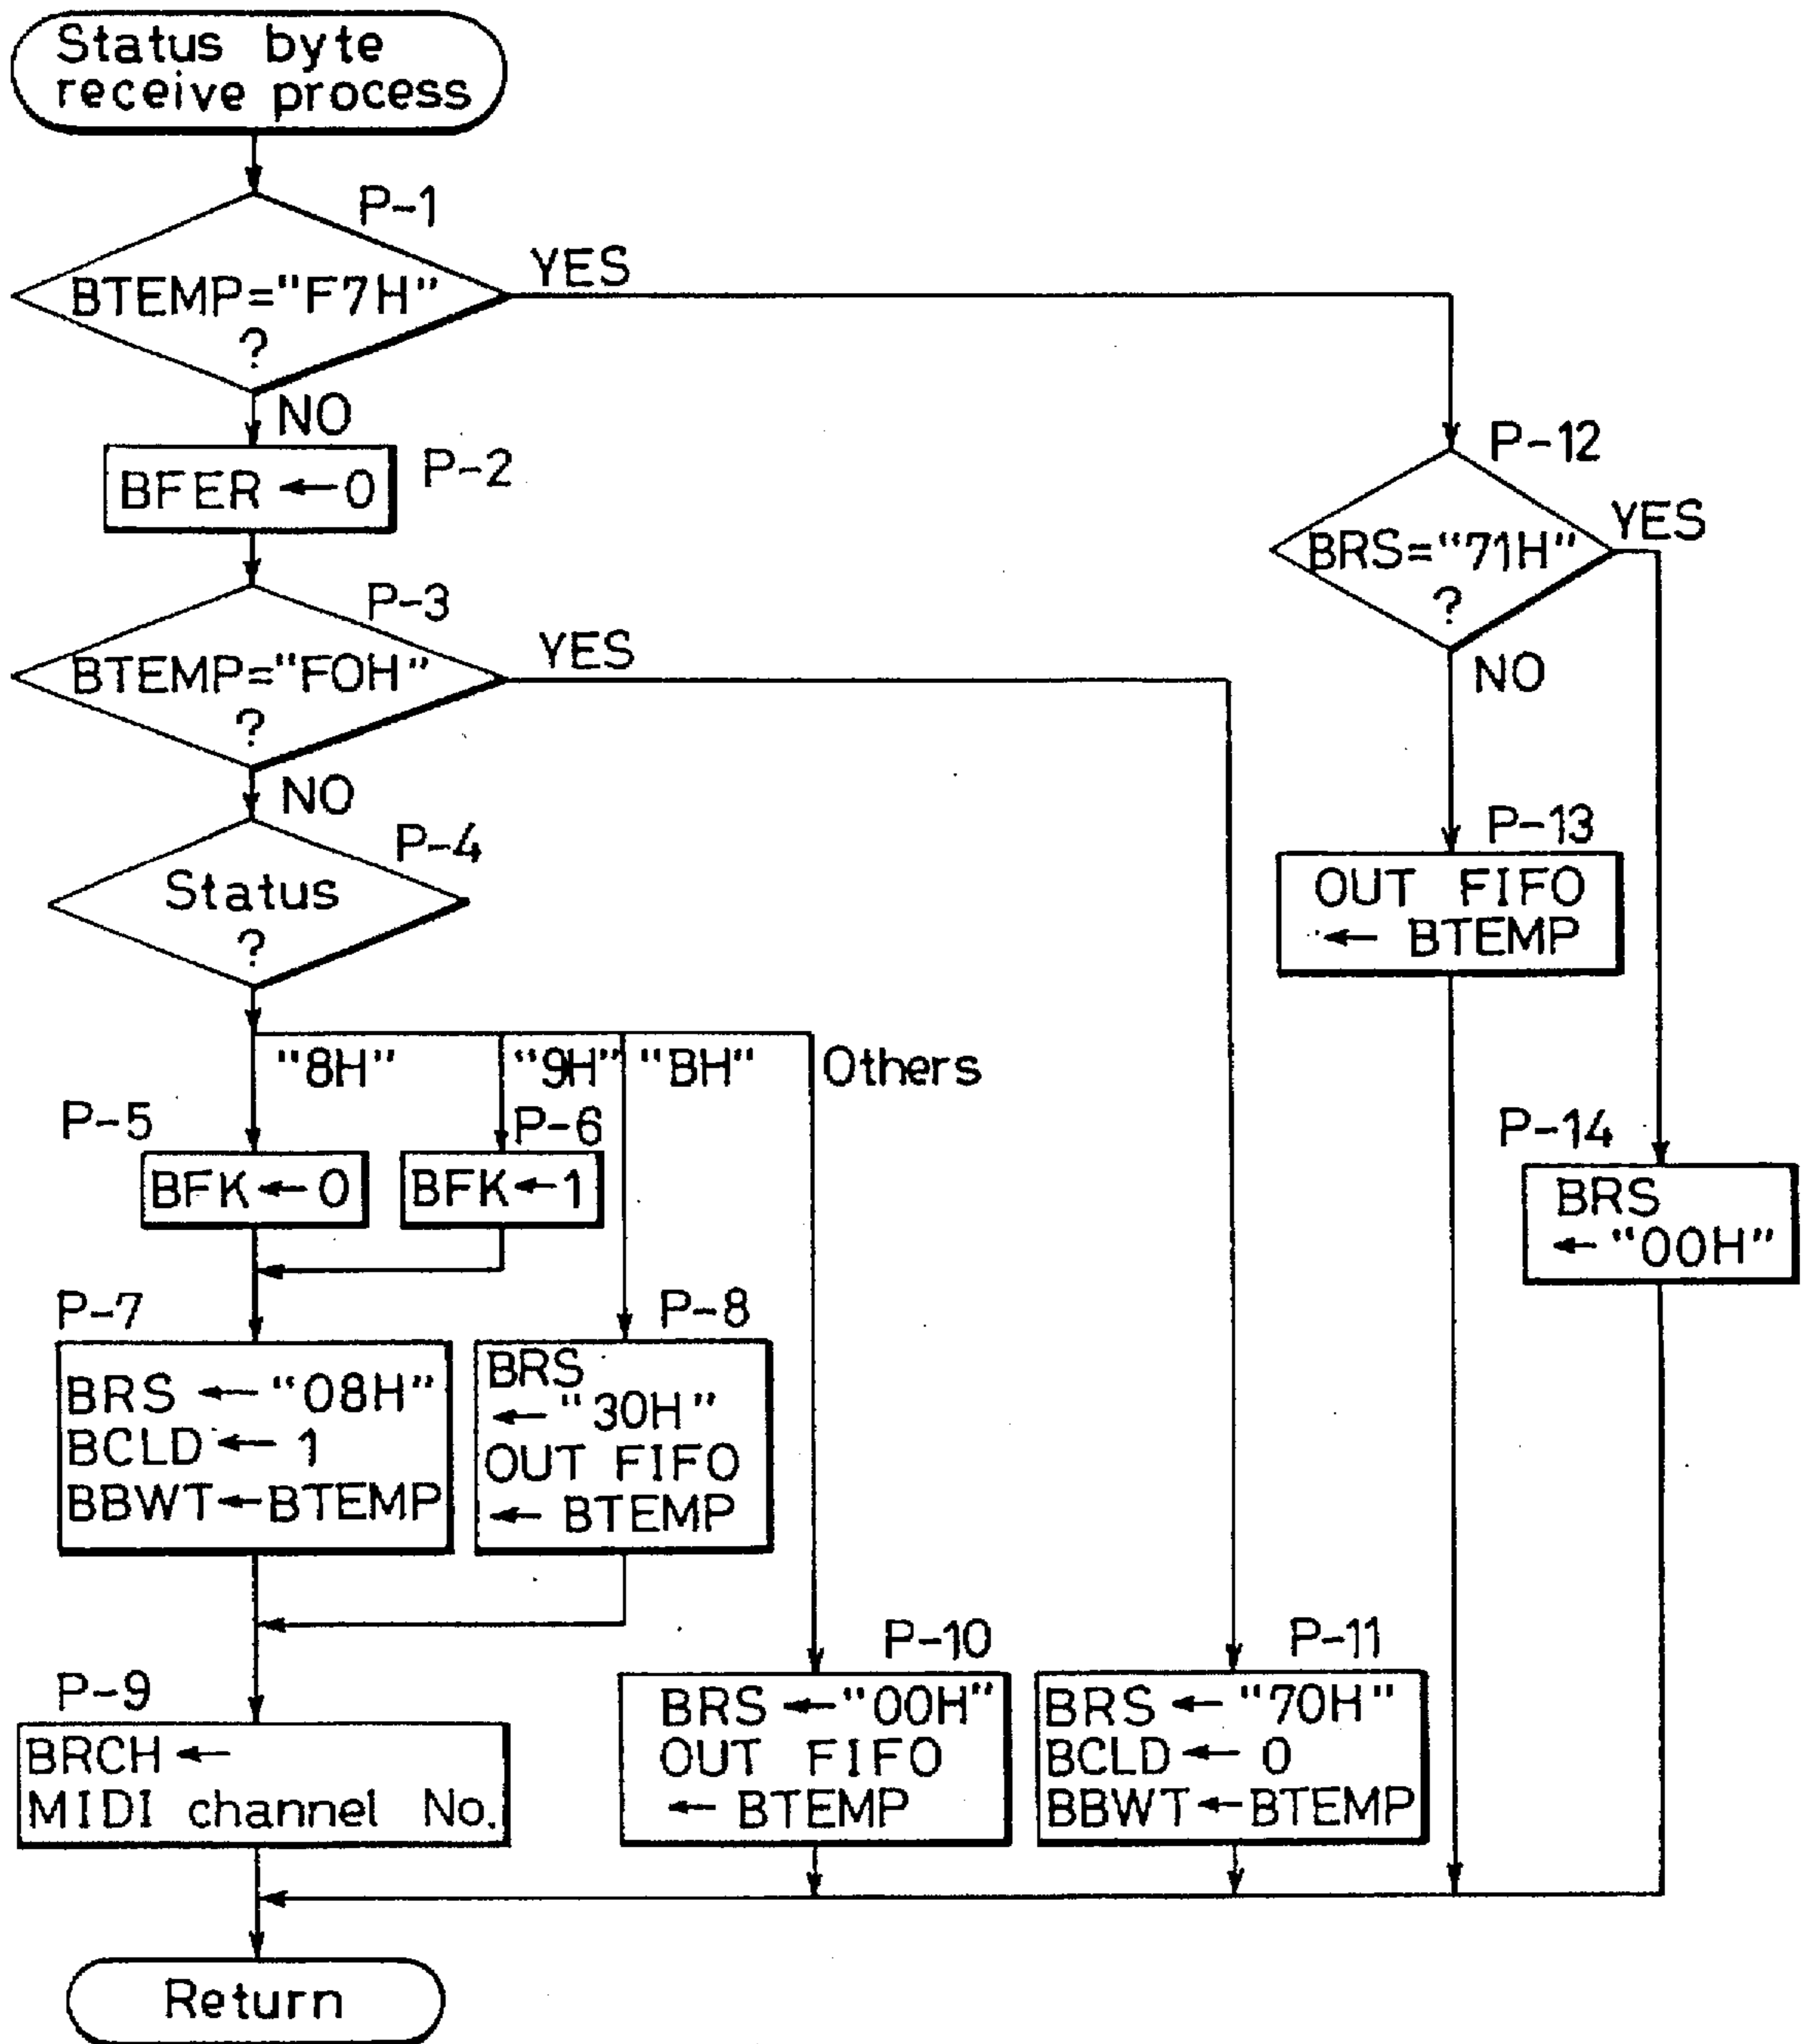 Status byte
receive process
P-1
BTEMP="F7H"
?
YES
NO
BFER ← 0
P-2
P-3
BTEMP="F0H"
?
YES
NO
P-4
Status
?
"8H"
"9H"
"BH"
Others
P-5
BFK ← 0
P-6
BFK ← 1
P-7
BRS ← "08H"
BCLD ← 1
BBWT ← BTEMP
P-8
BRS
← "30H"
OUT FIFO
← BTEMP
P-9
BRCH ←
MIDI channel No.
P-10
BRS ← "00H"
OUT FIFO
← BTEMP
P-11
BRS ← "70H"
BCLD ← 0
BBWT ← BTEMP
P-12
BRS="71H"
?
YES
NO
P-13
OUT FIFO
← BTEMP
P-14
BRS
← "00H"
Return